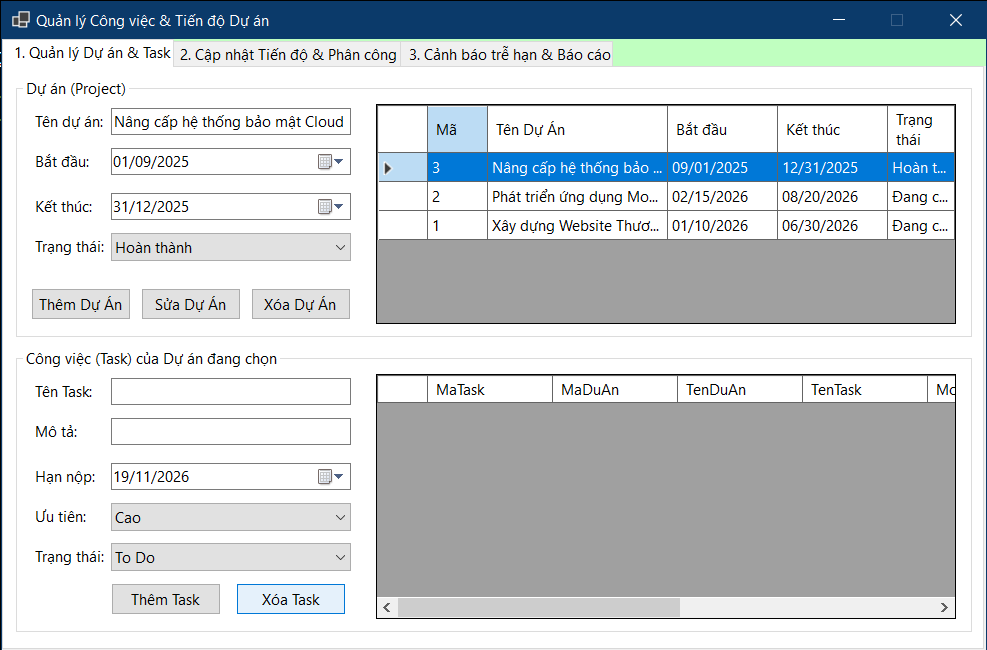 Quản lý Công việc & Tiến độ Dự án
1. Quản lý Dự án & Task 2. Cập nhật Tiến độ & Phân công 3. Cảnh báo trễ hạn & Báo cáo
Dự án (Project)
Tên dự án: Nâng cấp hệ thống bảo mật Cloud
Bắt đầu: 01/09/2025
Kết thúc: 31/12/2025
Trạng thái: Hoàn thành
Thêm Dự Án Sửa Dự Án Xóa Dự Án
Mã Tên Dự Án Bắt đầu Kết thúc Trạng thái
3 Nâng cấp hệ thống bảo ... 09/01/2025 12/31/2025 Hoàn t...
2 Phát triển ứng dụng Mo... 02/15/2026 08/20/2026 Đang c...
1 Xây dựng Website Thươ... 01/10/2026 06/30/2026 Đang c...
Công việc (Task) của Dự án đang chọn
Tên Task:
Mô tả:
Hạn nộp: 19/11/2026
Ưu tiên: Cao
Trạng thái: To Do
Thêm Task Xóa Task
MaTask MaDuAn TenDuAn TenTask